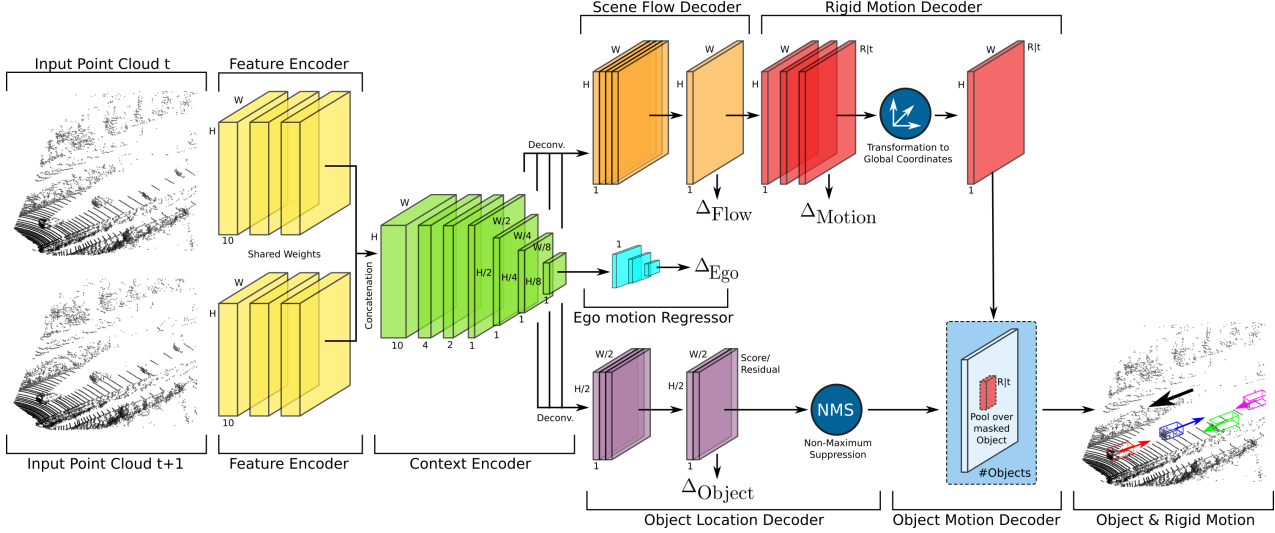 Scene Flow Decoder
Rigid Motion Decoder
Input Point Cloud t
Feature Encoder
W
H
10
Shared Weights
H
10
Input Point Cloud t+1
Feature Encoder
Concatenation
W
H
W/2
W/4
W/8
H/2
H/4
H/8
10
4
2
1
1
1
1
Context Encoder
Deconv.
Deconv.
W
H
1
W
H
1
Δ_Flow
W
H
R|t
1
Δ_Motion
Transformation to
Global Coordinates
W
H
R|t
1
1
Δ_Ego
Ego motion Regressor
W/2
H/2
1
W/2
H/2
1
Score/
Residual
Δ_Object
NMS
Non-Maximum
Suppression
Object Location Decoder
R|t
Pool over
masked
Object
#Objects
Object Motion Decoder
Object & Rigid Motion